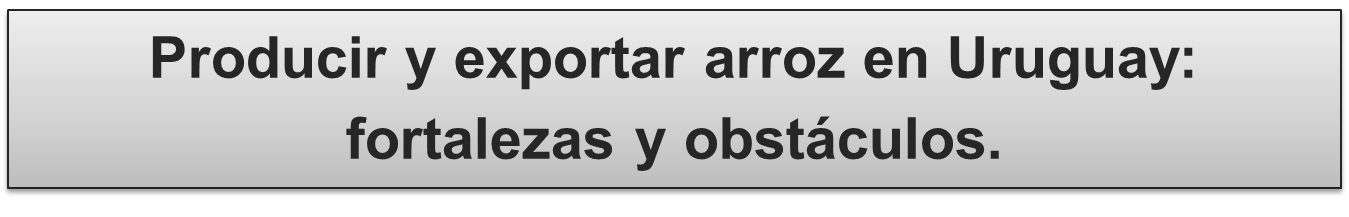 Producir y exportar arroz en Uruguay:
fortalezas y obstáculos.